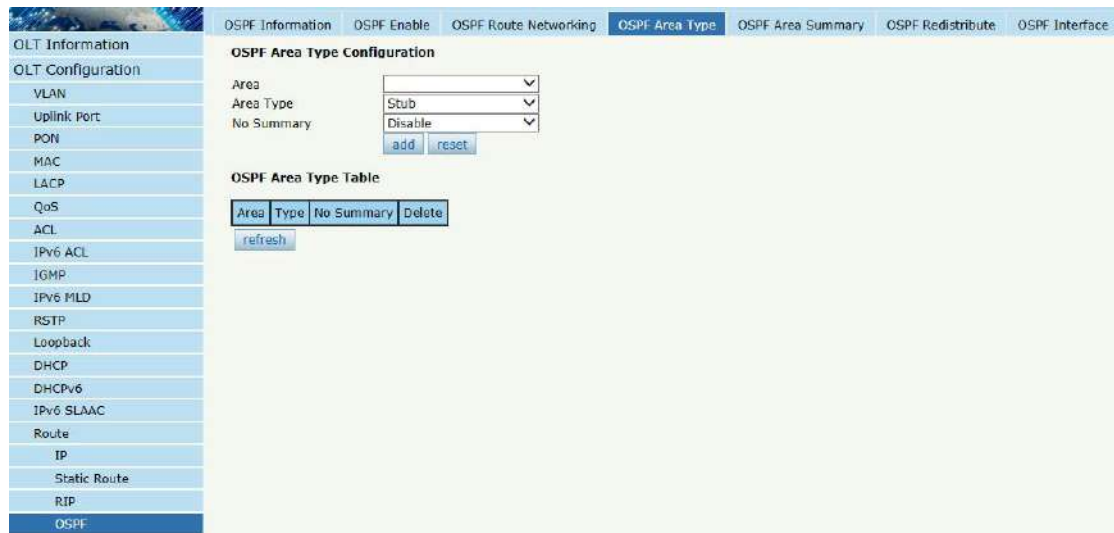 OSPF Information OSPF Enable OSPF Route Networking OSPF Area Type OSPF Area Summary OSPF Redistribute OSPF Interface
OLT Information
OLT Configuration
VLAN
Uplink Port
PON
MAC
LACP
QoS
ACL
IPv6 ACL
IGMP
IPv6 MLD
RSTP
Loopback
DHCP
DHCPv6
IPv6 SLAAC
Route
IP
Static Route
RIP
OSPF
OSPF Area Type Configuration
Area
Area Type Stub
No Summary Disable
add reset
OSPF Area Type Table
Area Type No Summary Delete
refresh